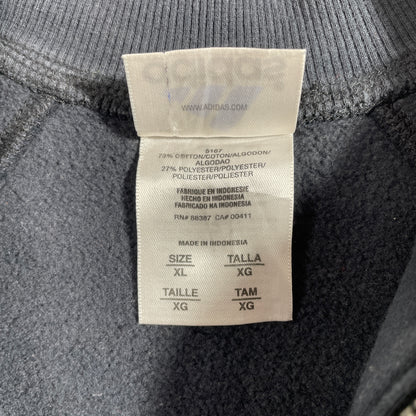 adidas
WWW.ADIDAS.COM
5167
73% COTTON/COTON/ALGODON/
ALGODAO
27% POLYESTER/POLYESTER/
POLIESTER/POLIESTER
FABRIQUE EN INDONESIE
HECHO EN INDONESIA
FABRICADO NA INDONESIA
RN# 88387 CA# 00411
MADE IN INDONESIA
SIZE TALLA
XL XG
TAILLE TAM
XG XG